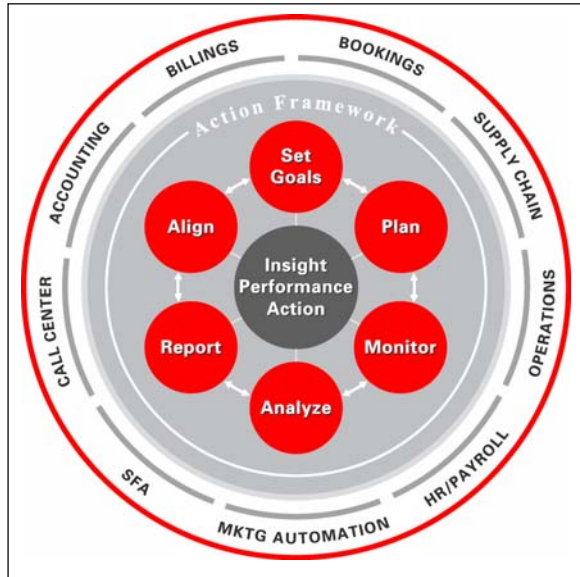 BILLINGS
BOOKINGS
SUPPLY CHAIN
OPERATIONS
HR/PAYROLL
MKTG AUTOMATION
SFA
CALL CENTER
ACCOUNTING
Action Framework
Set
Goals
Plan
Monitor
Analyze
Report
Align
Insight
Performance
Action